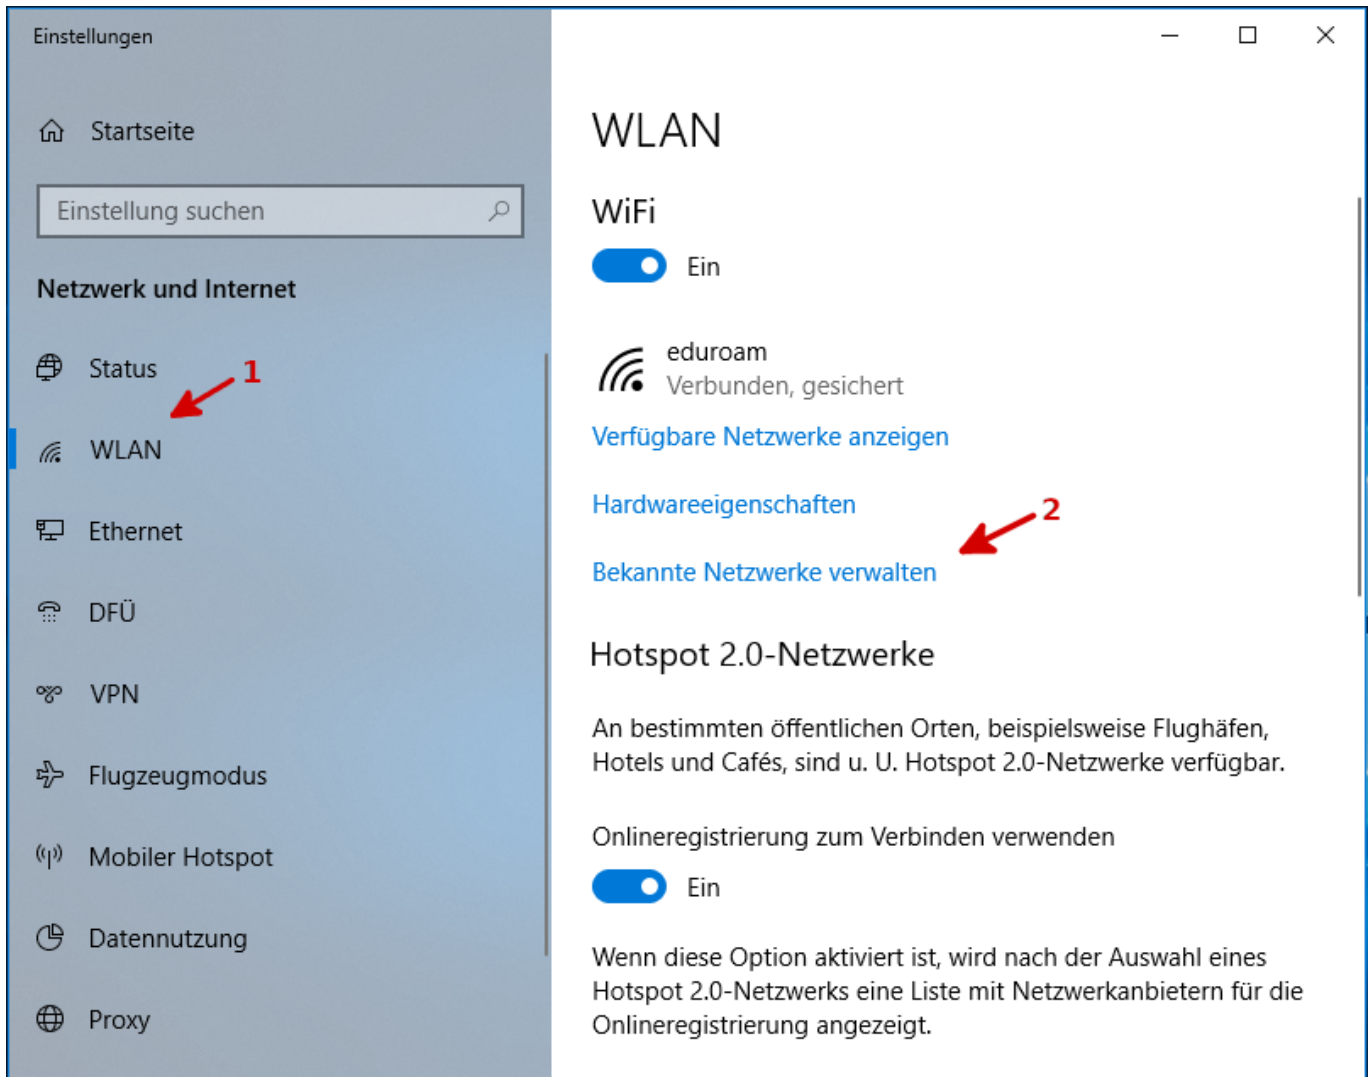 Einstellungen
Startseite
Einstellung suchen
Netzwerk und Internet
Status
1
WLAN
Ethernet
DFÜ
VPN
Flugzeugmodus
Mobiler Hotspot
Datennutzung
Proxy
WLAN
WiFi
Ein
eduroam
Verbunden, gesichert
Verfügbare Netzwerke anzeigen
Hardwareeigenschaften
2
Bekannte Netzwerke verwalten
Hotspot 2.0-Netzwerke
An bestimmten öffentlichen Orten, beispielsweise Flughäfen,
Hotels und Cafés, sind u. U. Hotspot 2.0-Netzwerke verfügbar.
Onlineregistrierung zum Verbinden verwenden
Ein
Wenn diese Option aktiviert ist, wird nach der Auswahl eines
Hotspot 2.0-Netzwerks eine Liste mit Netzwerkanbietern für die
Onlineregistrierung angezeigt.